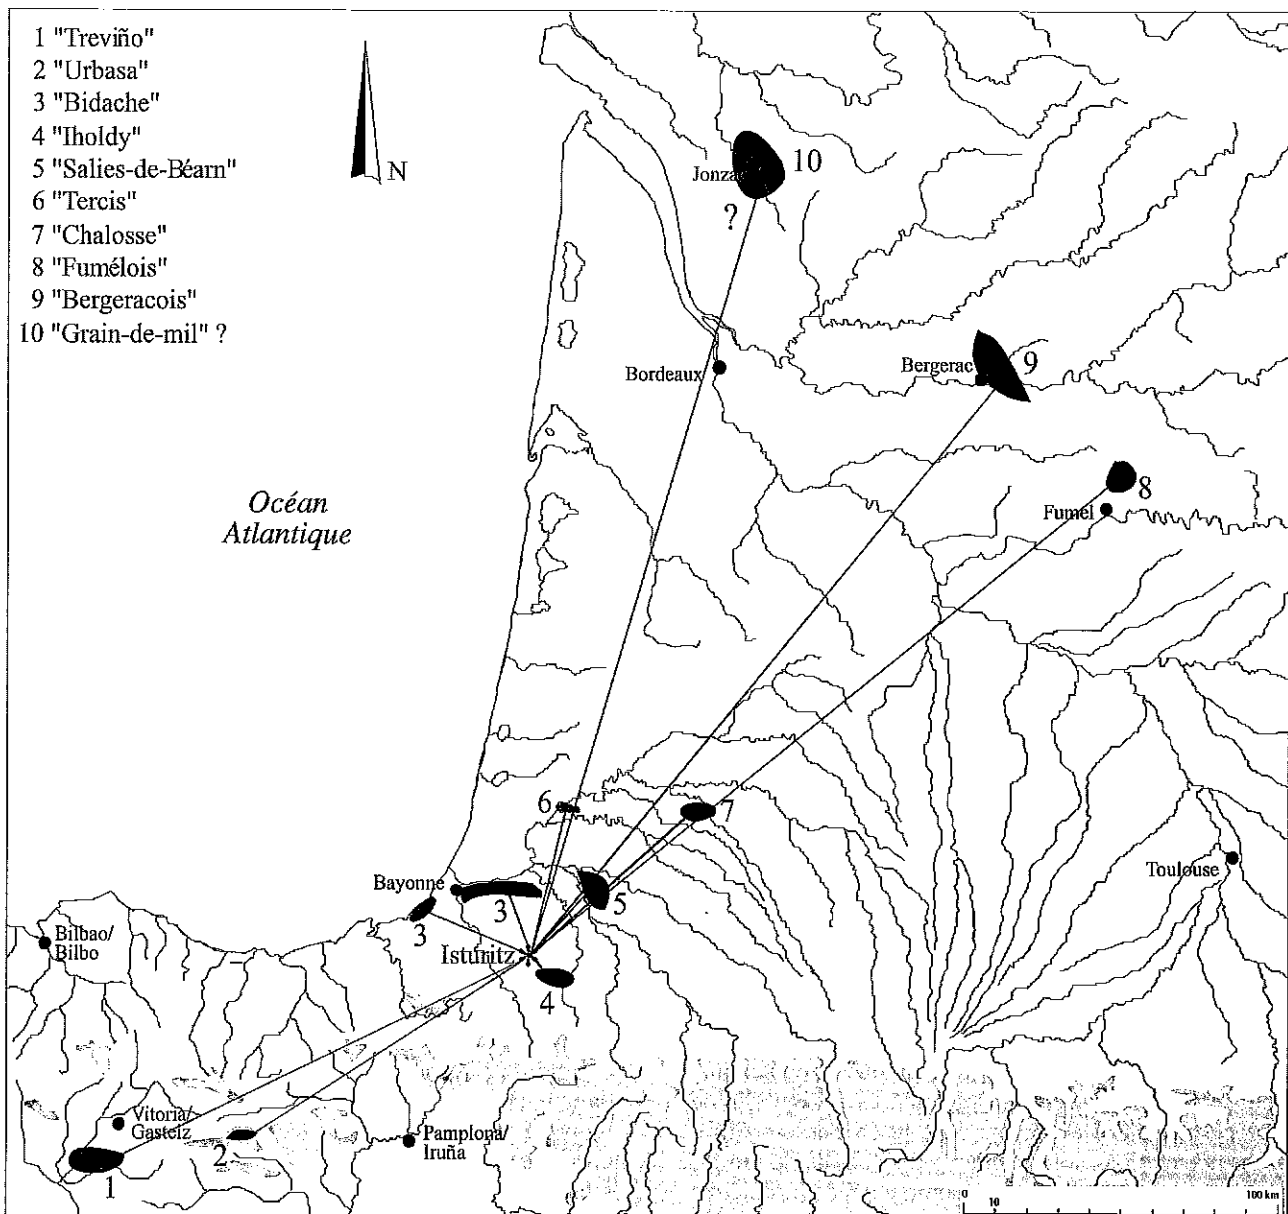 1 "Treviño"
2 "Urbasa"
3 "Bidache"
4 "Iholdy"
5 "Salies-de-Béarn"
6 "Tercis"
7 "Chalosse"
8 "Fumélois"
9 "Bergeracois"
10 "Grain-de-mil" ?
N
Jonzac
10
?
Bordeaux
Bergerac
9
Océan
Atlantique
Fumel
8
6
7
Toulouse
Bayonne
3
3
5
Bilbao/
Bilbo
Isturitz
4
Vitoria/
Gasteiz
Pamplona/
Iruña
2
1
0
10
100 km